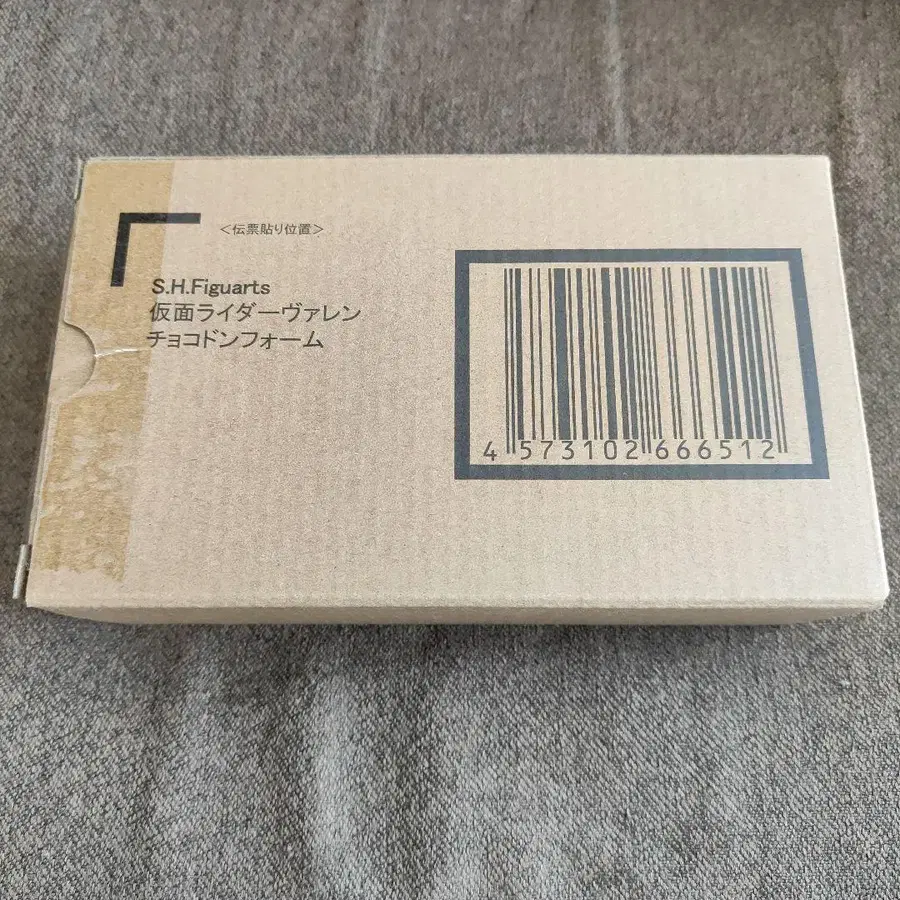 ＜伝票貼り位置＞
S.H.Figuarts
仮面ライダーヴァレン
チョコドンフォーム
4 573102 666512